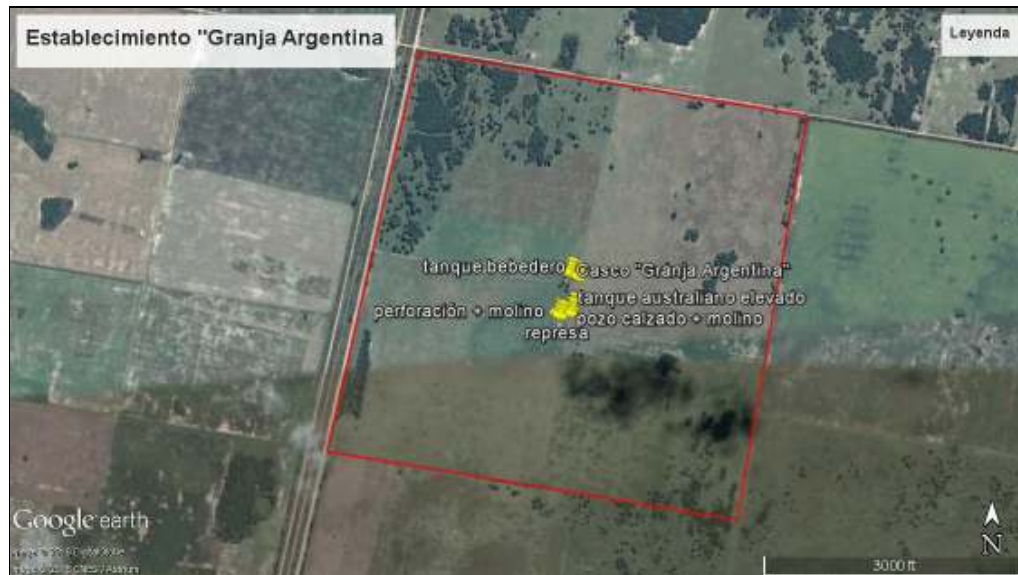 Establecimiento "Granja Argentina
Leyenda
tanque bebedero
Casco "Granja Argentina"
tanque australiano elevado
perforación + molino
pozo calzado + molino
represa
Google earth
N
3000 ft